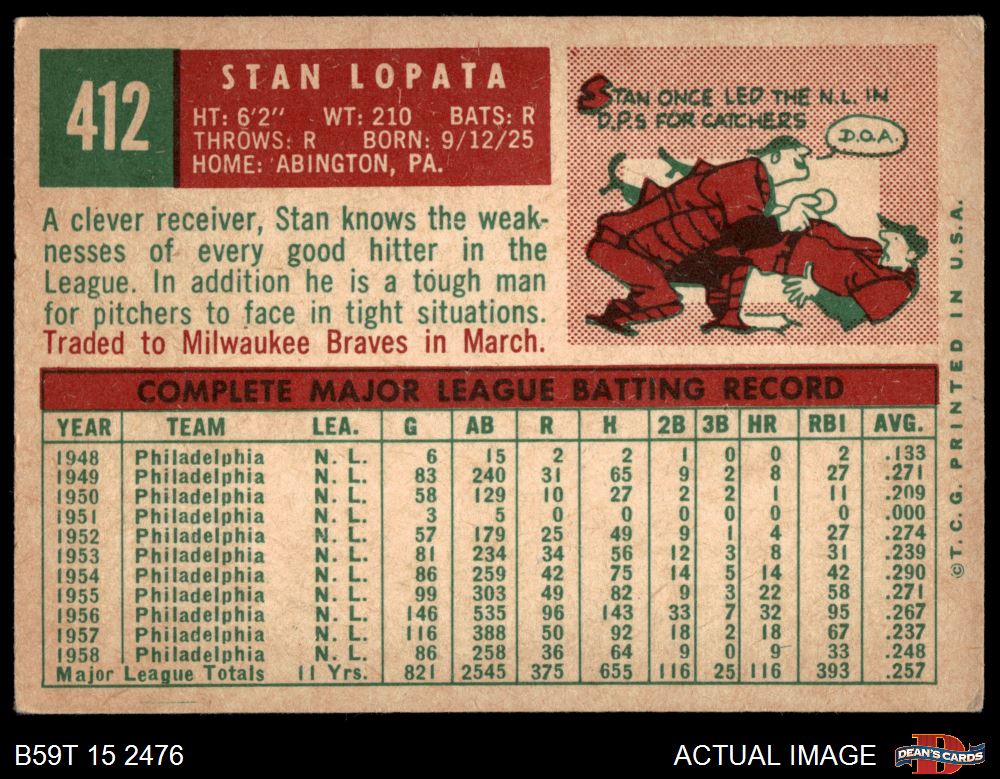 412
STAN LOPATA
HT: 6'2" WT: 210 BATS: R
THROWS: R BORN: 9/12/25
HOME: ABINGTON, PA.
STAN ONCE LED THE N.L. IN
D.P.S FOR CATCHERS
D.O.A.
A clever receiver, Stan knows the weak-
nesses of every good hitter in the
League. In addition he is a tough man
for pitchers to face in tight situations.
Traded to Milwaukee Braves in March.
COMPLETE MAJOR LEAGUE BATTING RECORD
YEAR TEAM LEA. G AB R H 2B 3B HR RBI AVG.
1948 Philadelphia N. L. 6 15 2 2 1 0 0 2 .133
1949 Philadelphia N. L. 83 240 31 65 9 2 8 27 .271
1950 Philadelphia N. L. 58 129 10 27 2 2 1 11 .209
1951 Philadelphia N. L. 3 5 0 0 0 0 0 0 .000
1952 Philadelphia N. L. 57 179 25 49 9 1 4 27 .274
1953 Philadelphia N. L. 81 234 34 56 12 3 8 31 .239
1954 Philadelphia N. L. 86 259 42 75 14 5 14 42 .290
1955 Philadelphia N. L. 99 303 49 82 9 3 22 58 .271
1956 Philadelphia N. L. 146 535 96 143 33 7 32 95 .267
1957 Philadelphia N. L. 116 388 50 92 18 2 18 67 .237
1958 Philadelphia N. L. 86 258 36 64 9 0 9 33 .248
Major League Totals 11 Yrs. 821 2545 375 655 116 25 116 393 .257
©T. C. G. PRINTED IN U.S.A.
B59T 15 2476
ACTUAL IMAGE
DEAN'S CARDS